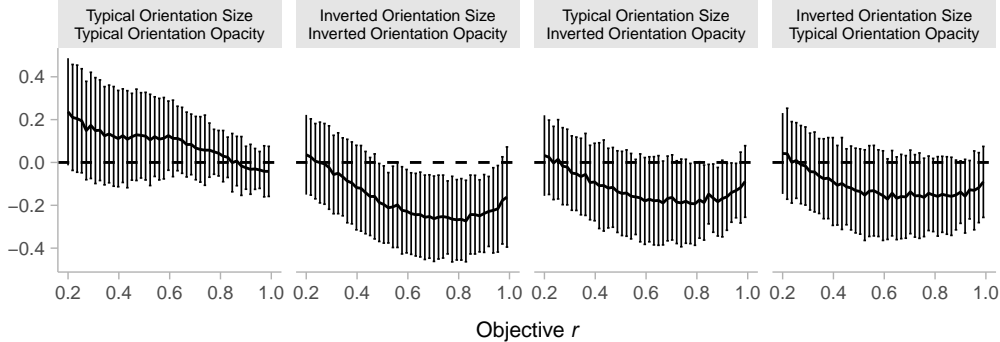 Typical Orientation Size
Typical Orientation Opacity
Inverted Orientation Size
Inverted Orientation Opacity
Typical Orientation Size
Inverted Orientation Opacity
Inverted Orientation Size
Typical Orientation Opacity
0.4
0.2
0.0
−0.2
−0.4
0.2 0.4 0.6 0.8 1.0
0.2 0.4 0.6 0.8 1.0
0.2 0.4 0.6 0.8 1.0
0.2 0.4 0.6 0.8 1.0
Objective r